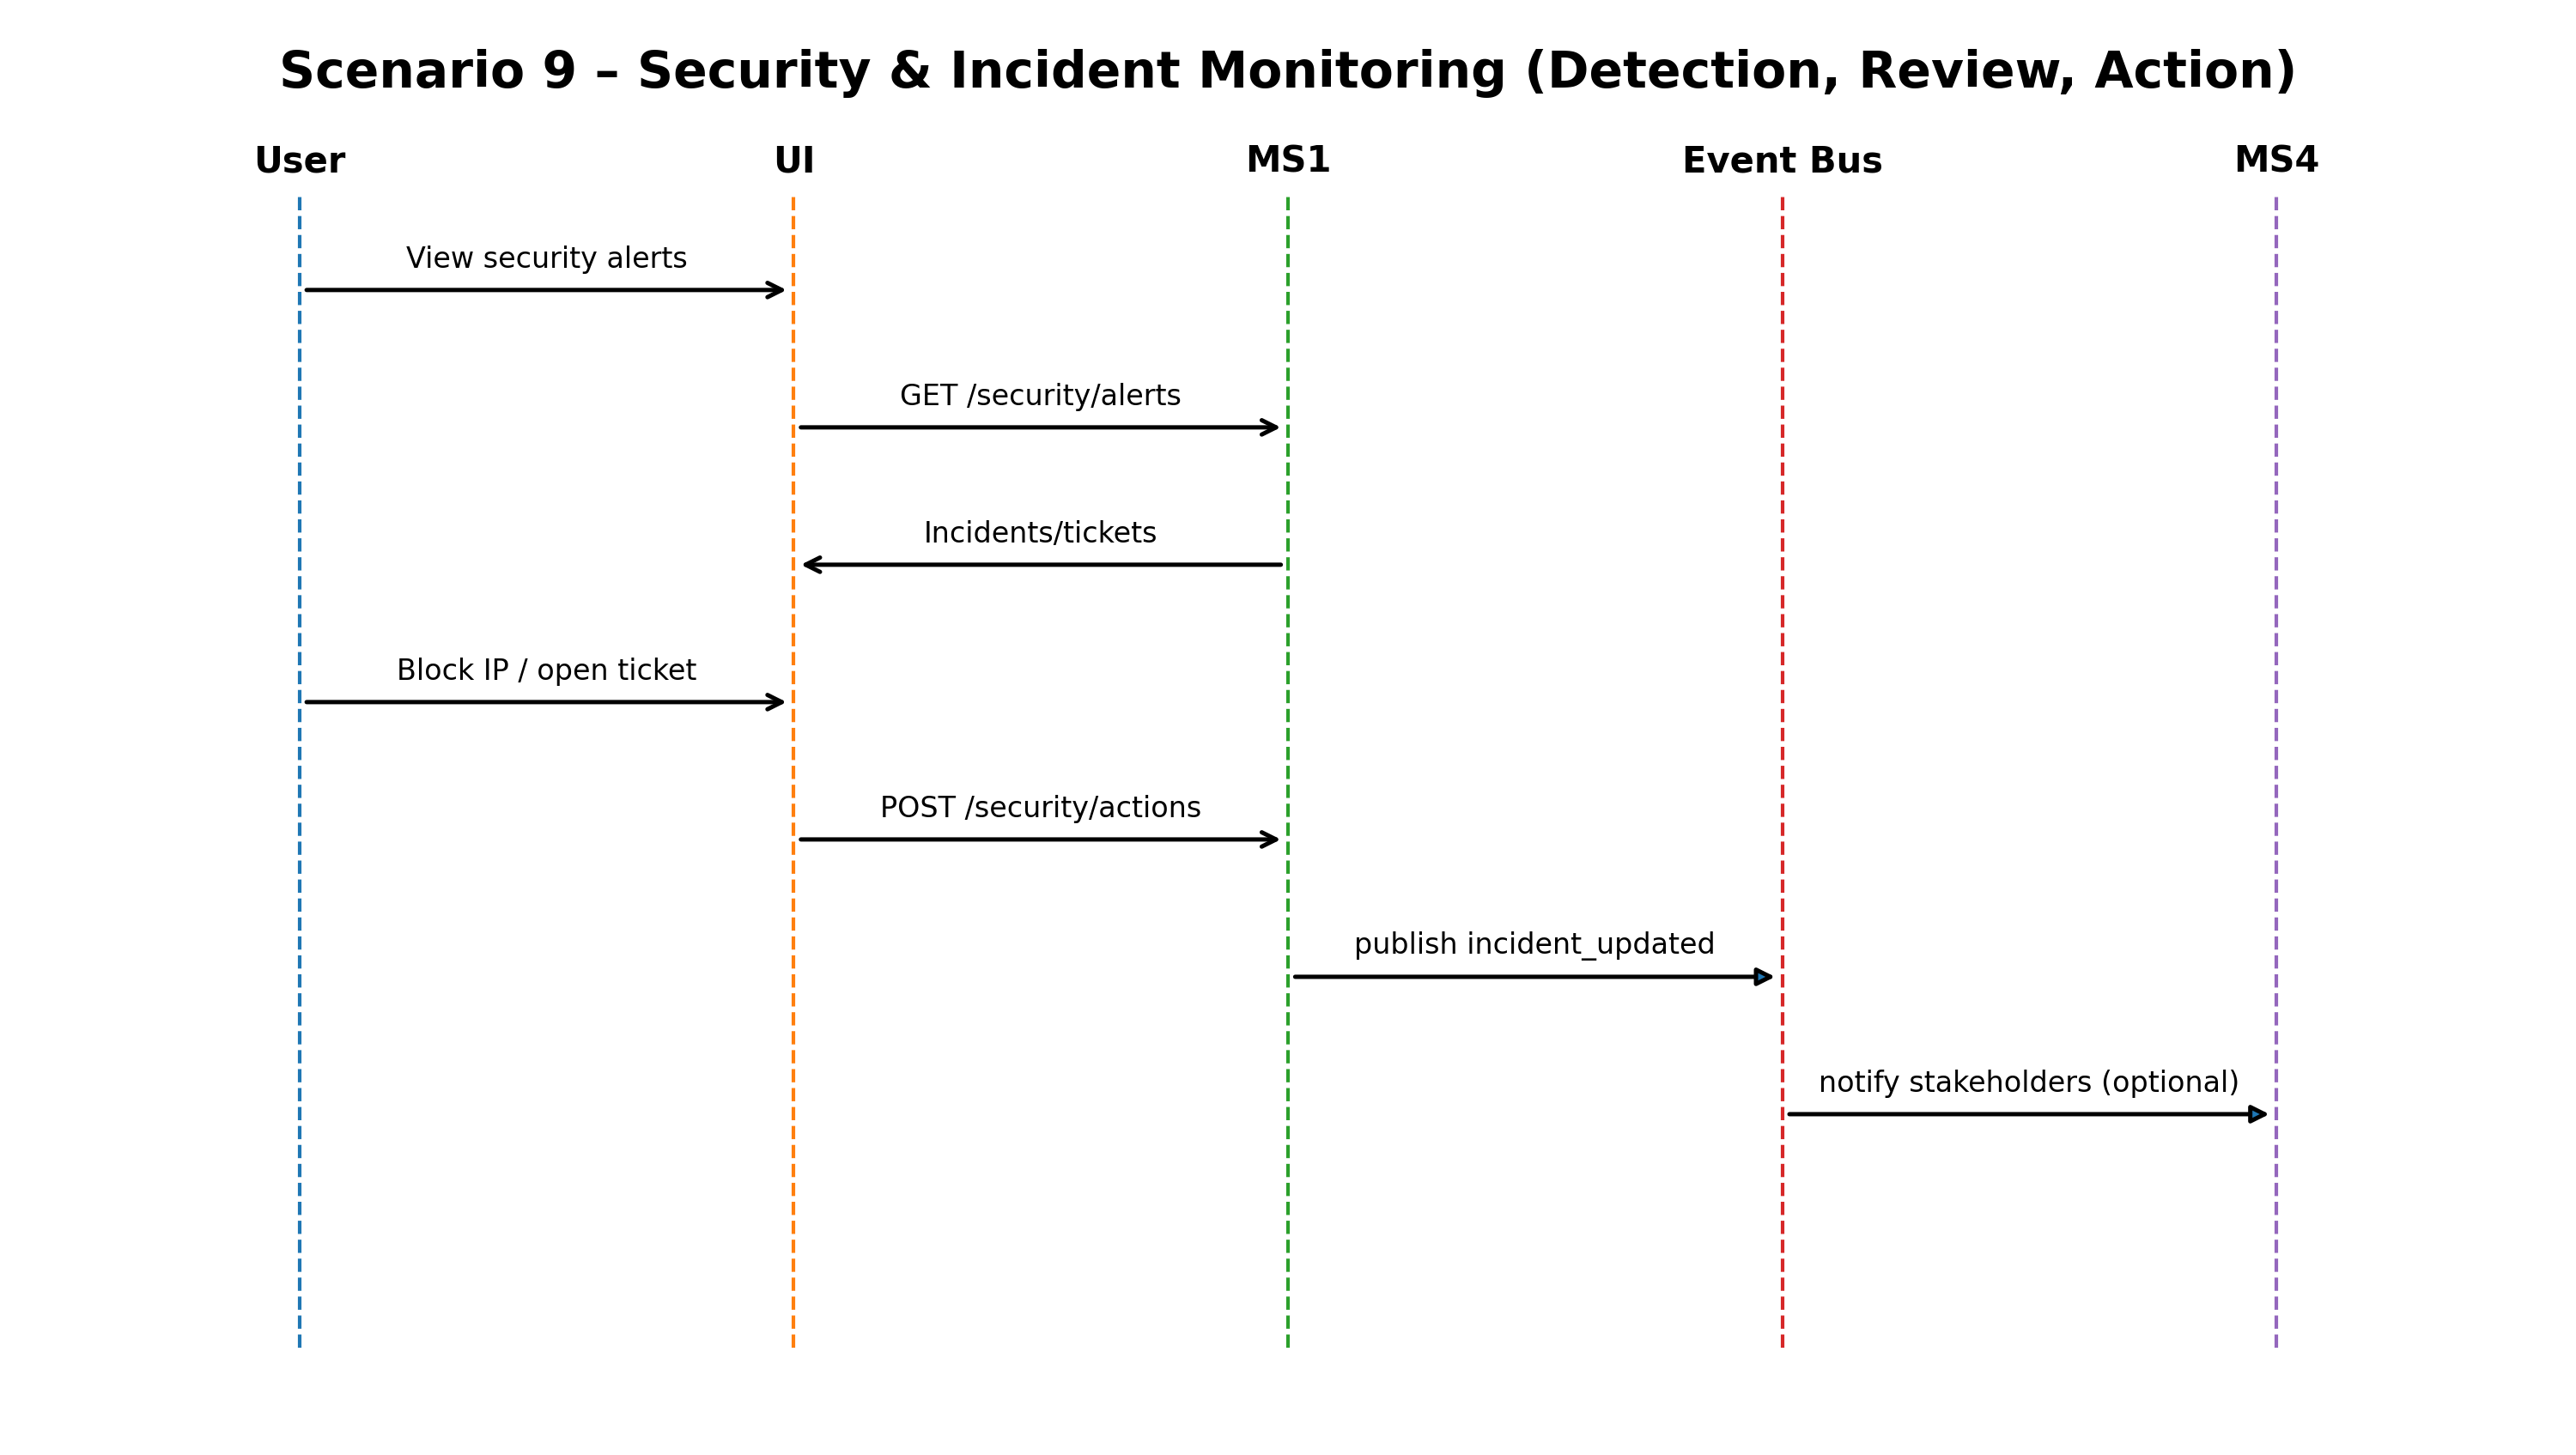 Scenario 9 – Security & Incident Monitoring (Detection, Review, Action)
User
UI
MS1
Event Bus
MS4
View security alerts
GET /security/alerts
Incidents/tickets
Block IP / open ticket
POST /security/actions
publish incident_updated
notify stakeholders (optional)